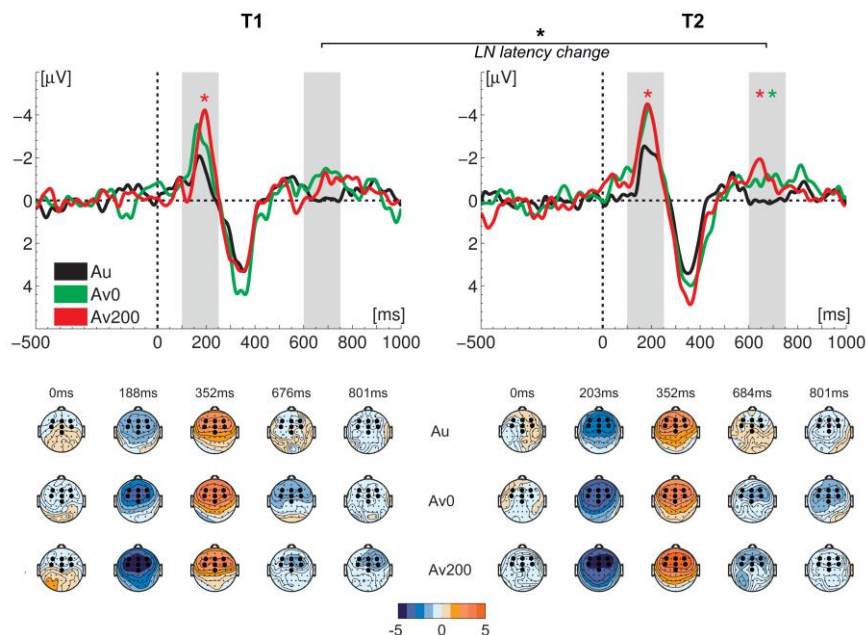 T1 T2
*
LN latency change
[μV] [μV]
* * * *
−4 −4
−2 −2
0 0
2 2
4 4
Au
Av0
Av200
[ms] [ms]
−500 0 200 400 600 800 1000 −500 0 200 400 600 800 1000
0ms 188ms 352ms 676ms 801ms 0ms 203ms 352ms 684ms 801ms
Au
Av0
Av200
-5 0 5